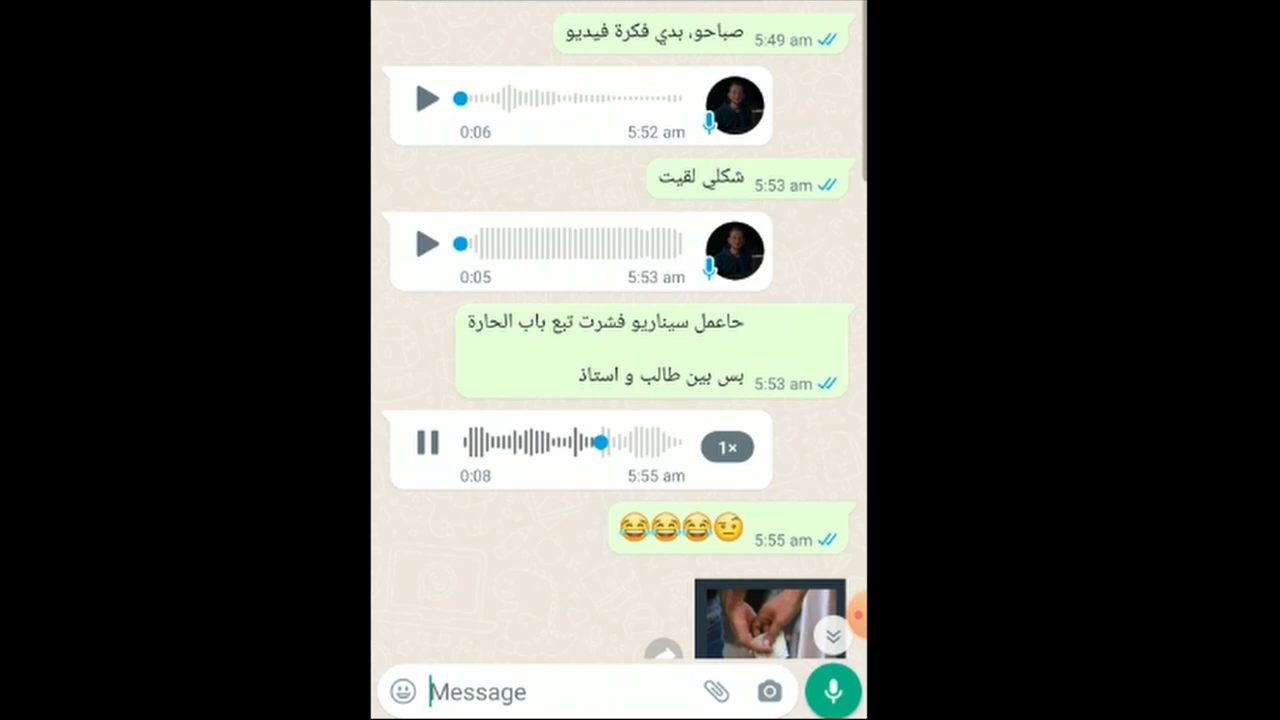 صباحو، بدي فكرة فيديو
5:49 am
0:06
5:52 am
شكلي لقيت
5:53 am
0:05
5:53 am
حاعمل سيناريو فشرت تبع باب الحارة
بس بين طالب و استاذ
5:53 am
1×
0:08
5:55 am
😂😂😂🤨
5:55 am
Message